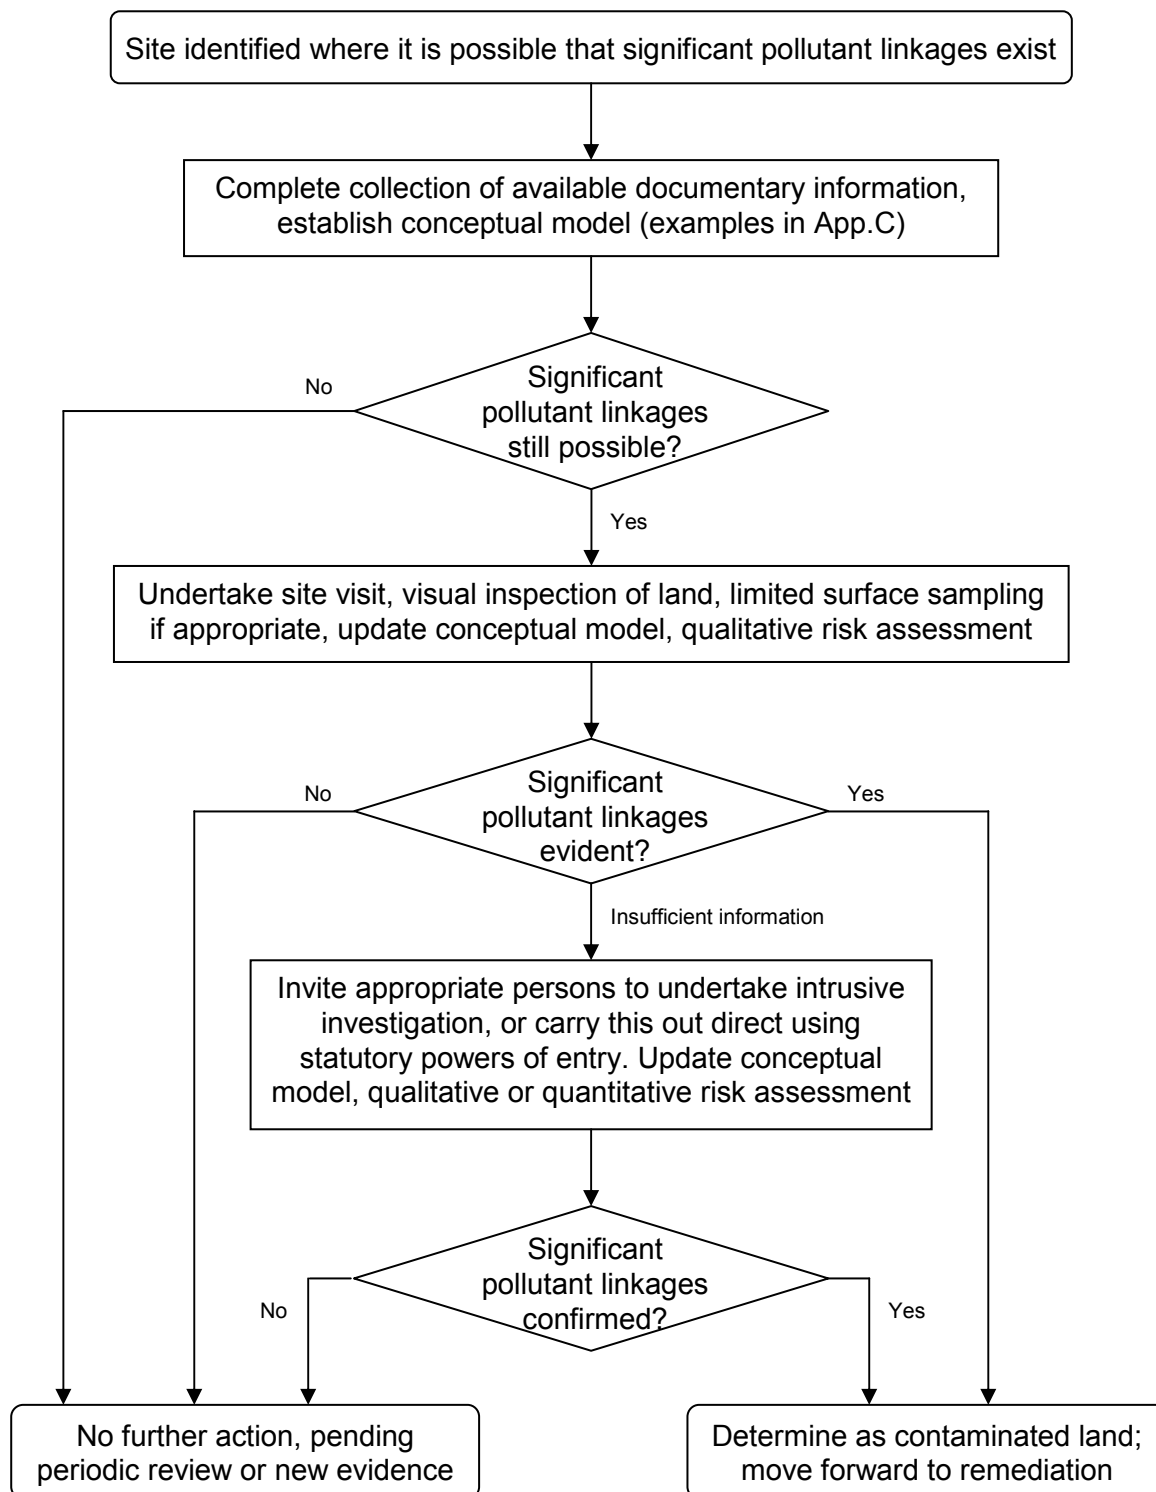 Site identified where it is possible that significant pollutant linkages exist
Complete collection of available documentary information,
establish conceptual model (examples in App.C)
Significant
pollutant linkages
still possible?
No
Yes
Undertake site visit, visual inspection of land, limited surface sampling
if appropriate, update conceptual model, qualitative risk assessment
Significant
pollutant linkages
evident?
No
Yes
Insufficient information
Invite appropriate persons to undertake intrusive
investigation, or carry this out direct using
statutory powers of entry. Update conceptual
model, qualitative or quantitative risk assessment
Significant
pollutant linkages
confirmed?
No
Yes
No further action, pending
periodic review or new evidence
Determine as contaminated land;
move forward to remediation